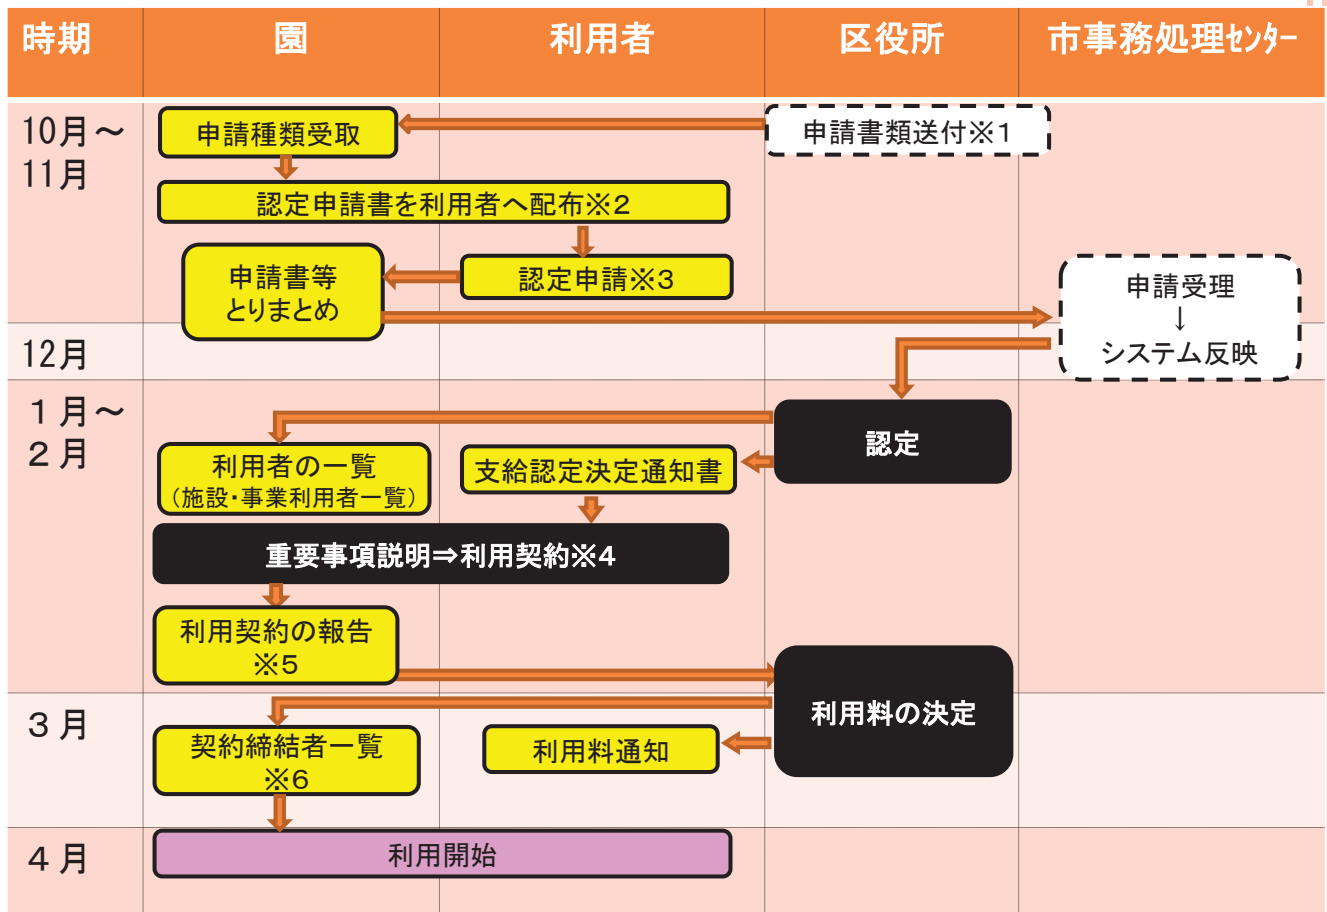 時期
園
利用者
区役所
市事務処理ｾﾝﾀｰ
10月～
11月
申請種類受取
申請書類送付※１
認定申請書を利用者へ配布※２
申請書等
とりまとめ
認定申請※３
申請受理
↓
システム反映
12月
１月～
２月
認定
利用者の一覧
（施設・事業利用者一覧）
支給認定決定通知書
重要事項説明⇒利用契約※４
利用契約の報告
※５
利用料の決定
３月
契約締結者一覧
※６
利用料通知
４月
利用開始